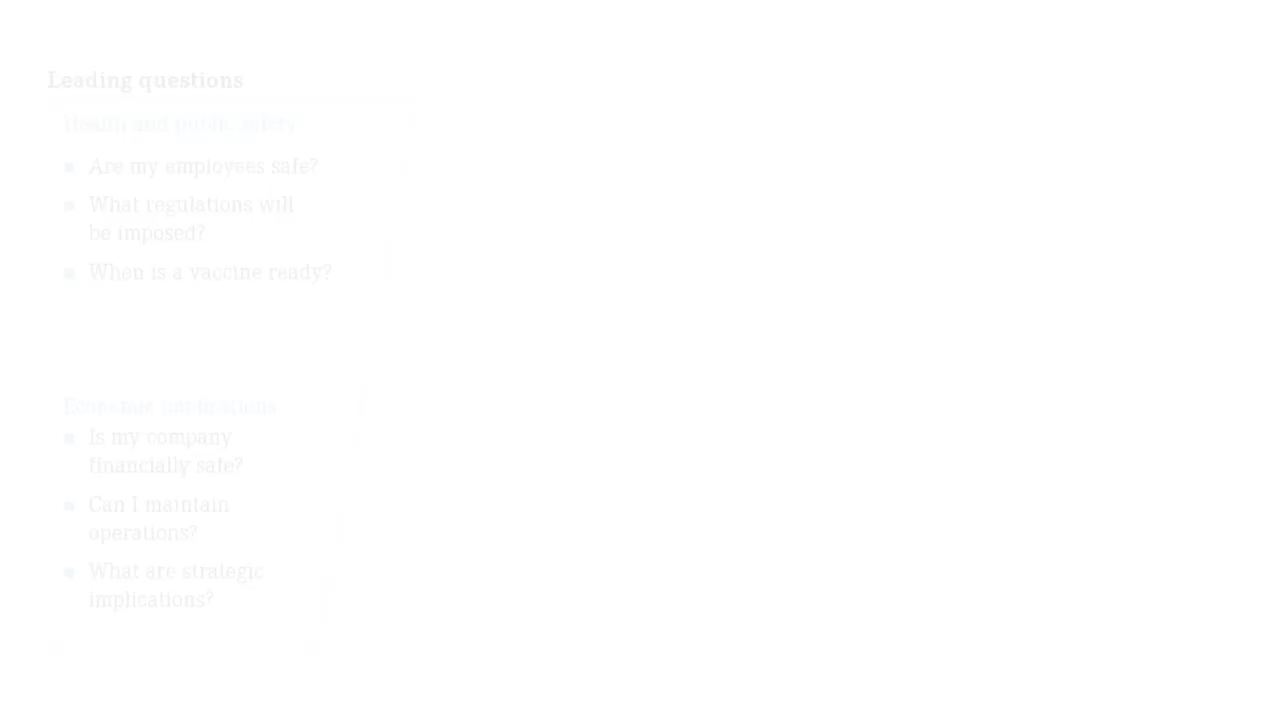 Leading questions
Health and public safety
Are my employees safe?
What regulations will
be imposed?
When is a vaccine ready?
Economic implications
Is my company
financially safe?
Can I maintain
operations?
What are strategic
implications?